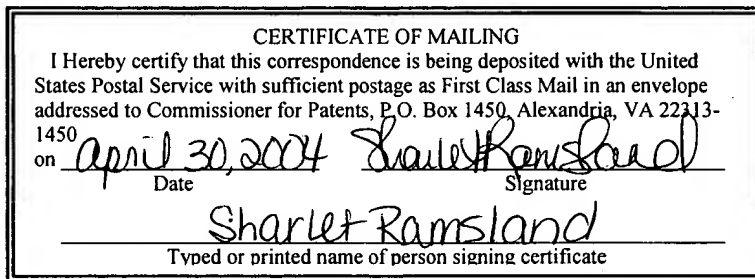 CERTIFICATE OF MAILING
I Hereby certify that this correspondence is being deposited with the United
States Postal Service with sufficient postage as First Class Mail in an envelope
addressed to Commissioner for Patents, P.O. Box 1450, Alexandria, VA 22313-
1450
on April 30, 2004 Sharlet Ramsland
Date Signature
Sharlet Ramsland
Typed or printed name of person signing certificate